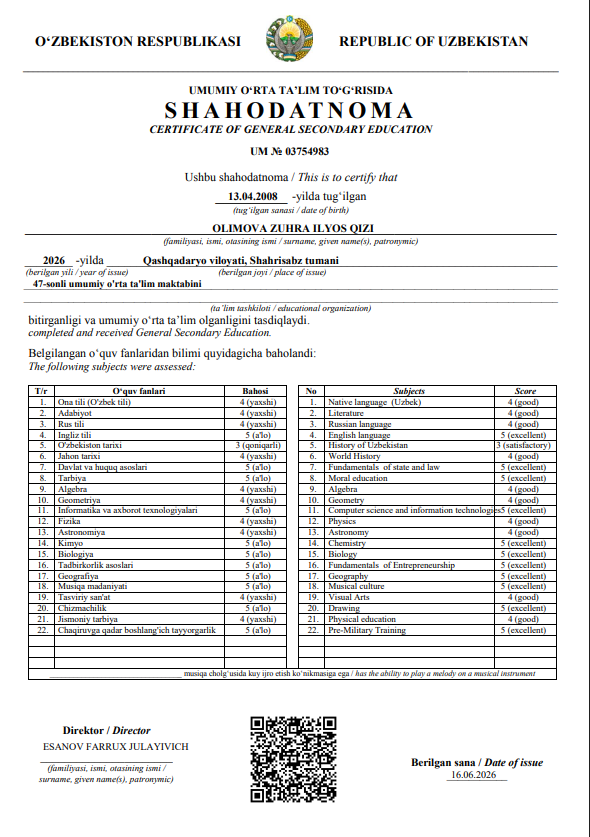 O‘ZBEKISTON RESPUBLIKASI REPUBLIC OF UZBEKISTAN
UMUMIY O‘RTA TA’LIM TO‘G‘RISIDA
SHAHODATNOMA
CERTIFICATE OF GENERAL SECONDARY EDUCATION
UM № 03754983
Ushbu shahodatnoma / This is to certify that
13.04.2008 -yilda tug‘ilgan
(tug‘ilgan sanasi / date of birth)
OLIMOVA ZUHRA ILYOS QIZI
(familiyasi, ismi, otasining ismi / surname, given name(s), patronymic)
2026 -yilda Qashqadaryo viloyati, Shahrisabz tumani
(berilgan yili / year of issue) (berilgan joyi / place of issue)
47-sonli umumiy o'rta ta'lim maktabini
(ta’lim tashkiloti / educational organization)
bitirganligi va umumiy o‘rta ta’lim olganligini tasdiqlaydi.
completed and received General Secondary Education.
Belgilangan o‘quv fanlaridan bilimi quyidagicha baholandi:
The following subjects were assessed:
T/r O‘quv fanlari Bahosi No Subjects Score
1. Ona tili (O'zbek tili) 4 (yaxshi) 1. Native language (Uzbek) 4 (good)
2. Adabiyot 4 (yaxshi) 2. Literature 4 (good)
3. Rus tili 4 (yaxshi) 3. Russian language 4 (good)
4. Ingliz tili 5 (a'lo) 4. English language 5 (excellent)
5. O'zbekiston tarixi 3 (qoniqarli) 5. History of Uzbekistan 3 (satisfactory)
6. Jahon tarixi 4 (yaxshi) 6. World History 4 (good)
7. Davlat va huquq asoslari 5 (a'lo) 7. Fundamentals of state and law 5 (excellent)
8. Tarbiya 5 (a'lo) 8. Moral education 5 (excellent)
9. Algebra 4 (yaxshi) 9. Algebra 4 (good)
10. Geometriya 4 (yaxshi) 10. Geometry 4 (good)
11. Informatika va axborot texnologiyalari 5 (a'lo) 11. Computer science and information technologies 5 (excellent)
12. Fizika 4 (yaxshi) 12. Physics 4 (good)
13. Astronomiya 4 (yaxshi) 13. Astronomy 4 (good)
14. Kimyo 5 (a'lo) 14. Chemistry 5 (excellent)
15. Biologiya 5 (a'lo) 15. Biology 5 (excellent)
16. Tadbirkorlik asoslari 5 (a'lo) 16. Fundamentals of Entrepreneurship 5 (excellent)
17. Geografiya 5 (a'lo) 17. Geography 5 (excellent)
18. Musiqa madaniyati 5 (a'lo) 18. Musical culture 5 (excellent)
19. Tasviriy san'at 4 (yaxshi) 19. Visual Arts 4 (good)
20. Chizmachilik 5 (a'lo) 20. Drawing 5 (excellent)
21. Jismoniy tarbiya 4 (yaxshi) 21. Physical education 4 (good)
22. Chaqiruvga qadar boshlang'ich tayyorgarlik 5 (a'lo) 22. Pre-Military Training 5 (excellent)
musiqa cholg‘usida kuy ijro etish ko‘nikmasiga ega / has the ability to play a melody on a musical instrument
Direktor / Director
ESANOV FARRUX JULAYIVICH
(familiyasi, ismi, otasining ismi /
surname, given name(s), patronymic)
Berilgan sana / Date of issue
16.06.2026